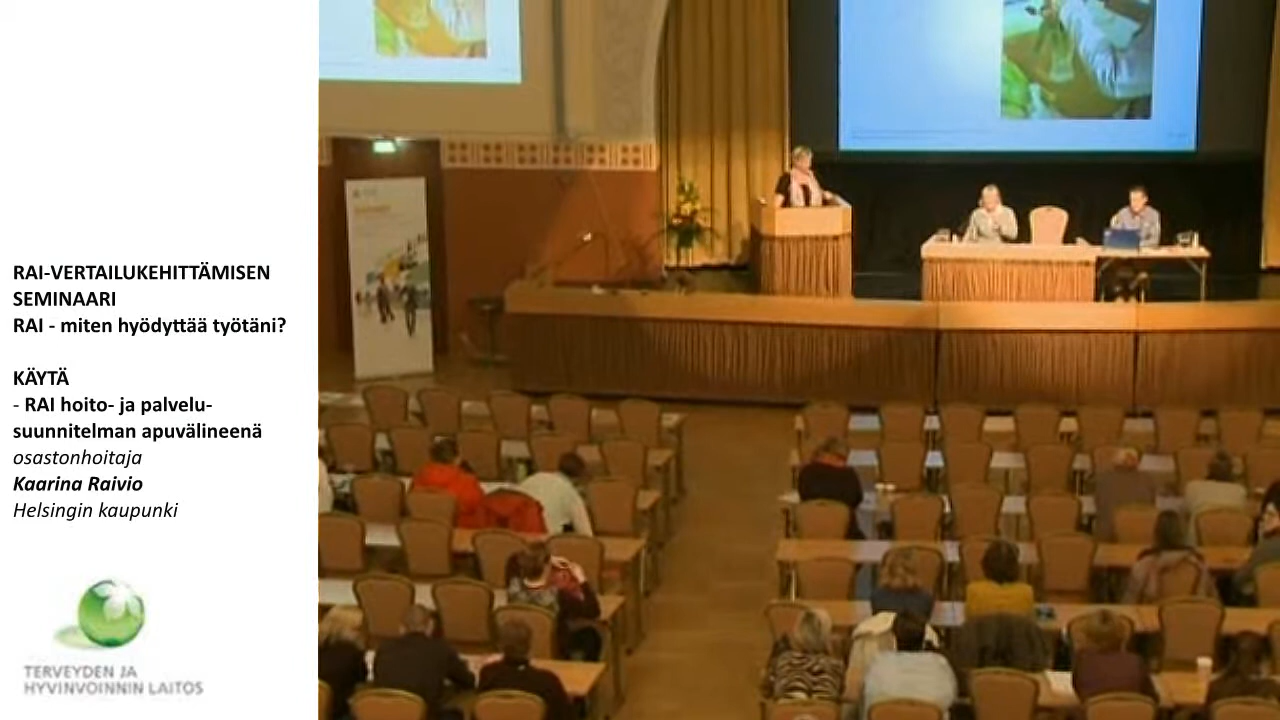 RAI-VERTAILUKEHITTÄMISEN
SEMINAARI
RAI - miten hyödyttää työtäni?
KÄYTÄ
- RAI hoito- ja palvelu-
suunnitelman apuvälineenä
osastonhoitaja
Kaarina Raivio
Helsingin kaupunki
TERVEYDEN JA
HYVINVOINNIN LAITOS